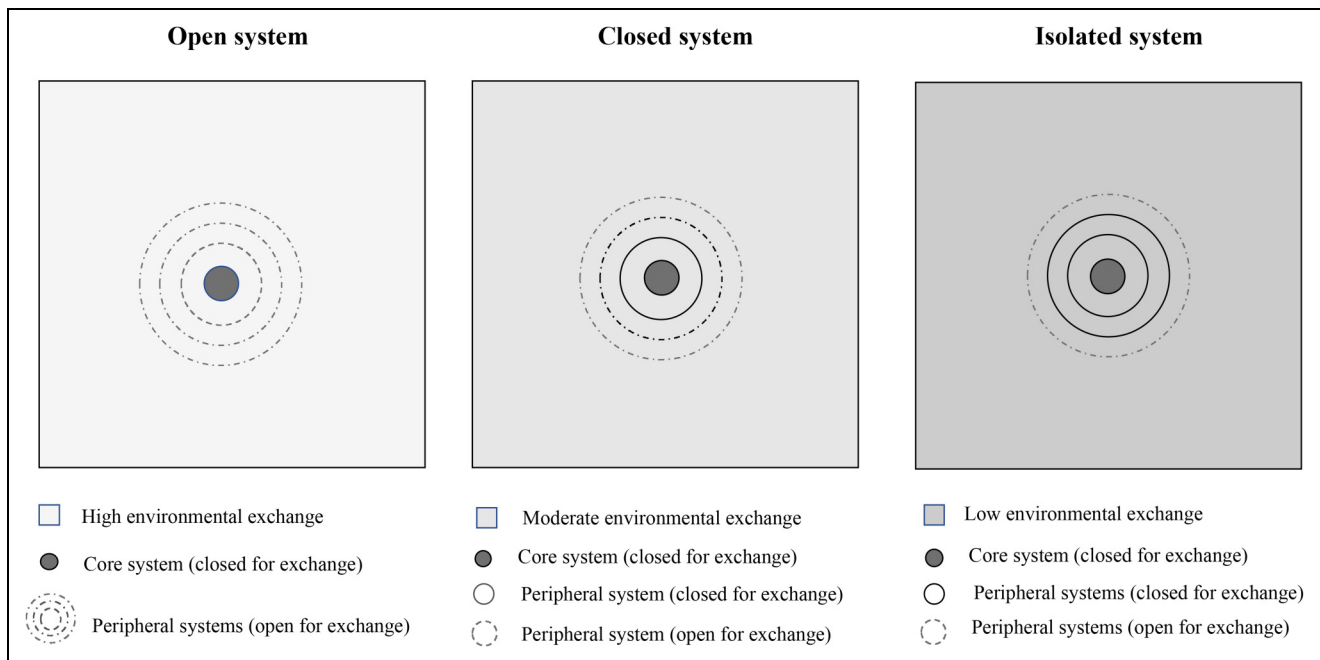 Open system
High environmental exchange
Core system (closed for exchange)
Peripheral systems (open for exchange)
Closed system
Moderate environmental exchange
Core system (closed for exchange)
Peripheral system (closed for exchange)
Peripheral system (open for exchange)
Isolated system
Low environmental exchange
Core system (closed for exchange)
Peripheral systems (closed for exchange)
Peripheral systems (open for exchange)